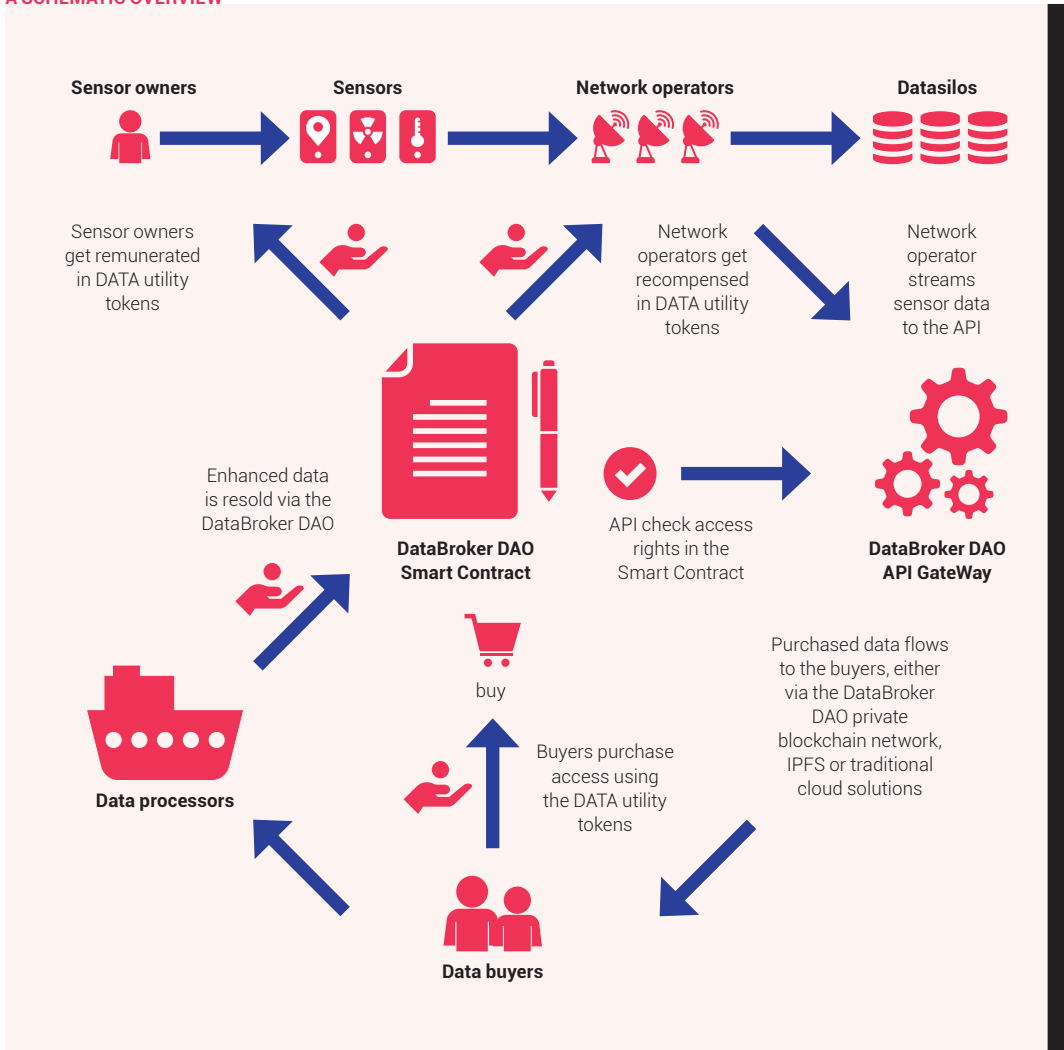 A SCHEMATIC OVERVIEW
Sensor owners
Sensors
Network operators
Datasilos
Sensor owners
get remunerated
in DATA utility
tokens
Network
operators get
recompensed
in DATA utility
tokens
Network
operator
streams
sensor data
to the API
Enhanced data
is resold via the
DataBroker DAO
DataBroker DAO
Smart Contract
API check access
rights in the
Smart Contract
DataBroker DAO
API GateWay
buy
Purchased data flows
to the buyers, either
via the DataBroker
DAO private
blockchain network,
IPFS or traditional
cloud solutions
Buyers purchase
access using
the DATA utility
tokens
Data processors
Data buyers